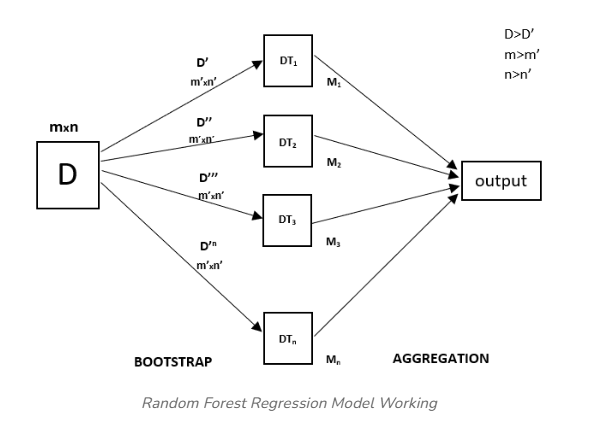 D>D'
m>m'
n>n'
D'
m'xn'
DT₁
M₁
mxn
D
D''
m'xn'
DT₂
M₂
D'''
m'xn'
DT₃
M₃
output
D'ⁿ
m'xn'
DTₙ
Mₙ
BOOTSTRAP
AGGREGATION
Random Forest Regression Model Working